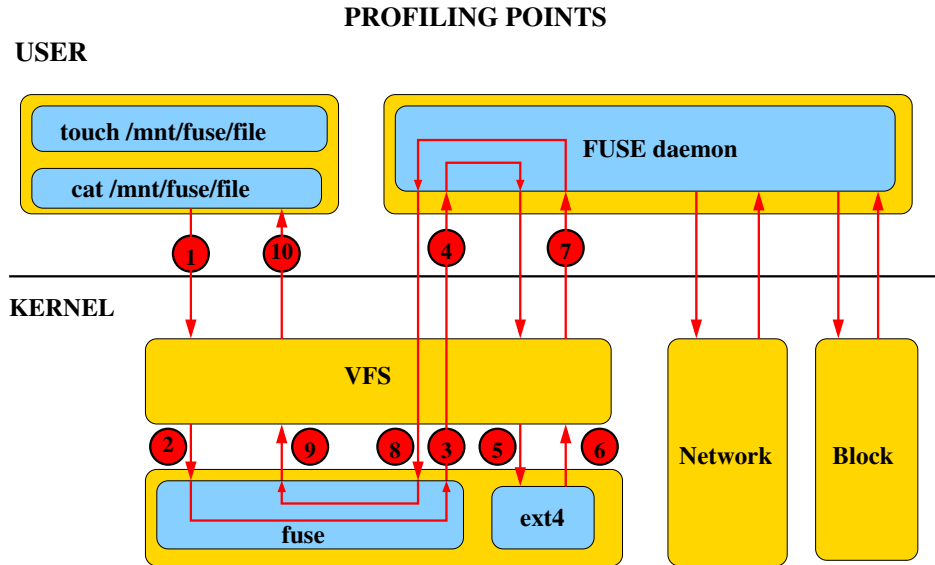 PROFILING POINTS
USER
touch /mnt/fuse/file
cat /mnt/fuse/file
FUSE daemon
1
10
4
7
KERNEL
VFS
2
9
8
3
5
6
Network
Block
fuse
ext4